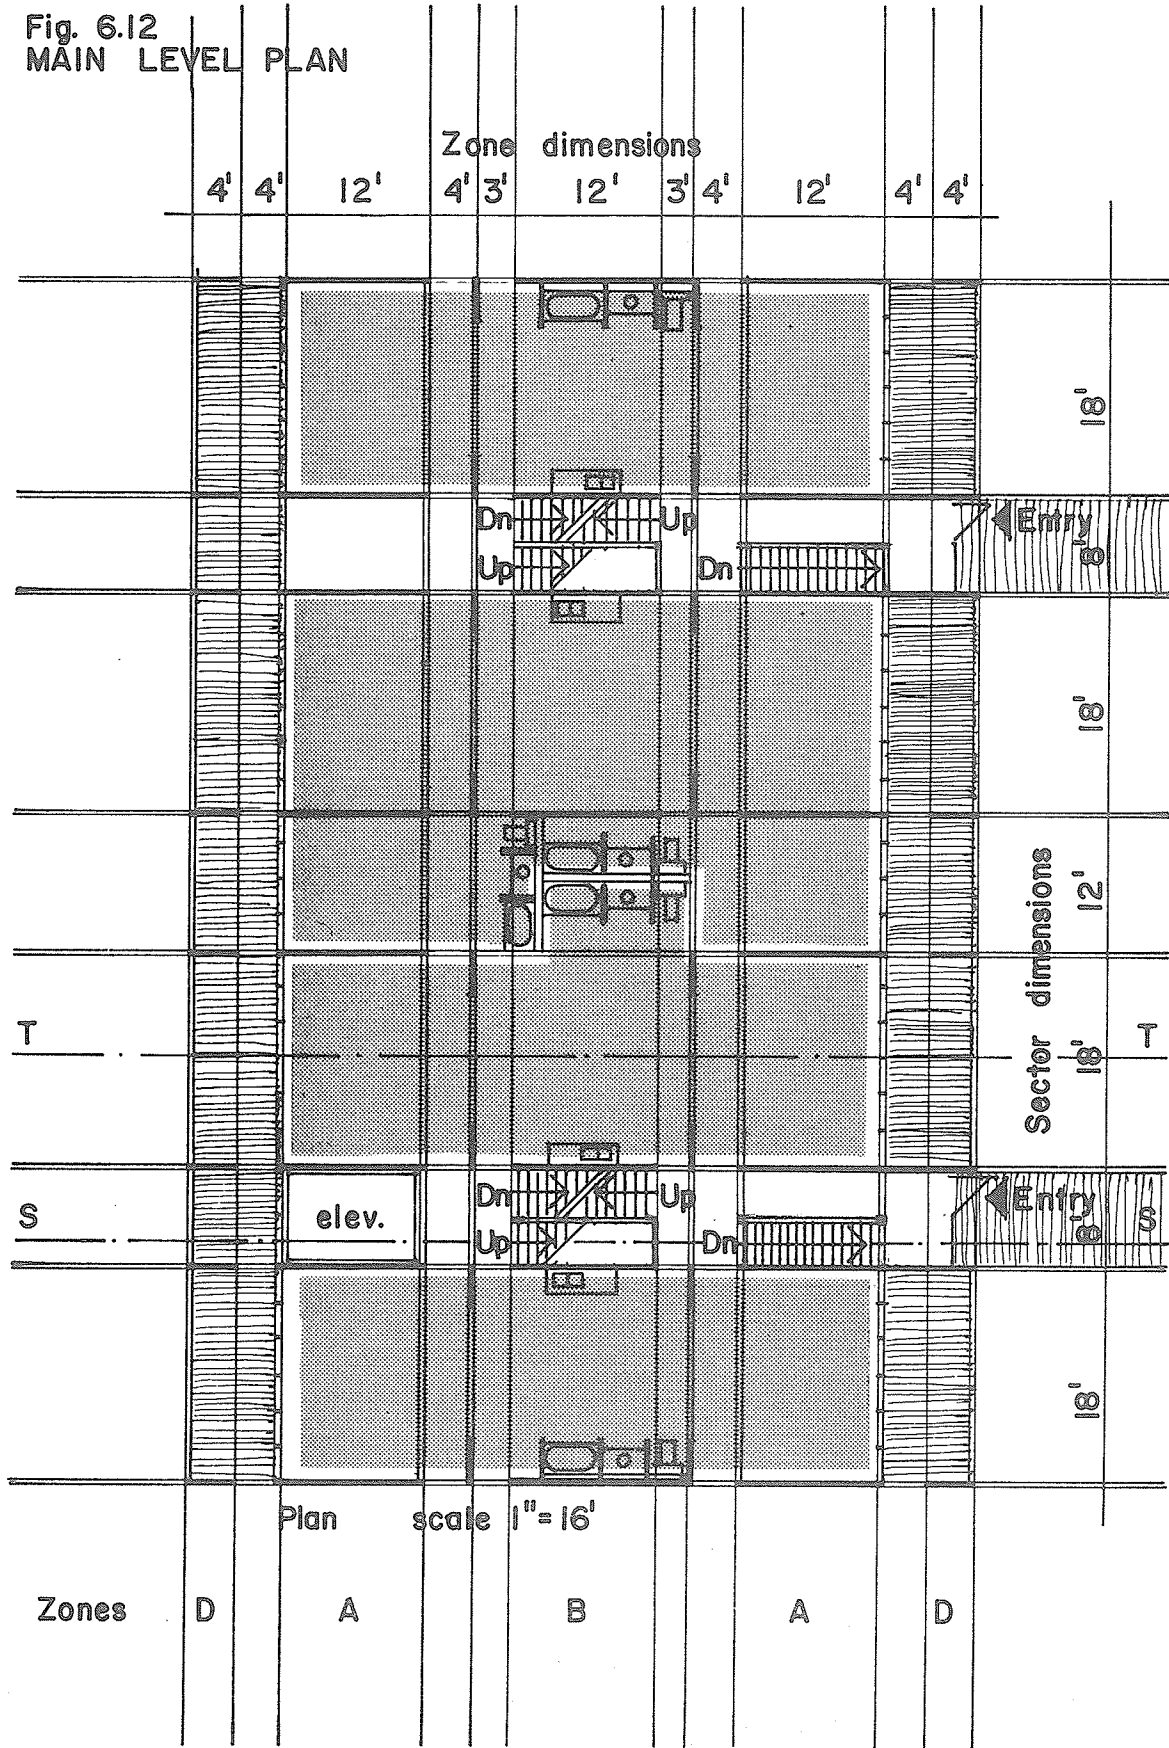 Fig. 6.12
MAIN LEVEL PLAN
Zone dimensions
4' 4' 12' 4' 3' 12' 3' 4' 12' 4' 4'
18'
Dn Up Entry
Up Dn 8'
18'
12'
Sector dimensions
T 18' T
Dn Up Entry
S elev. S
Up Dn 8'
18'
Plan scale 1"=16'
Zones D A B A D